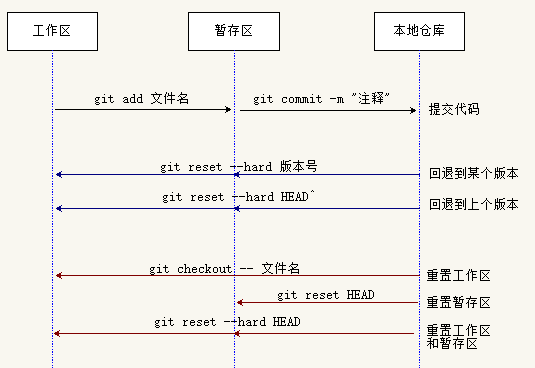 工作区 暂存区 本地仓库
git add 文件名 git commit -m "注释" 提交代码
git reset --hard 版本号 回退到某个版本
git reset --hard HEAD^ 回退到上个版本
git checkout -- 文件名 重置工作区
git reset HEAD 重置暂存区
git reset --hard HEAD 重置工作区
和暂存区